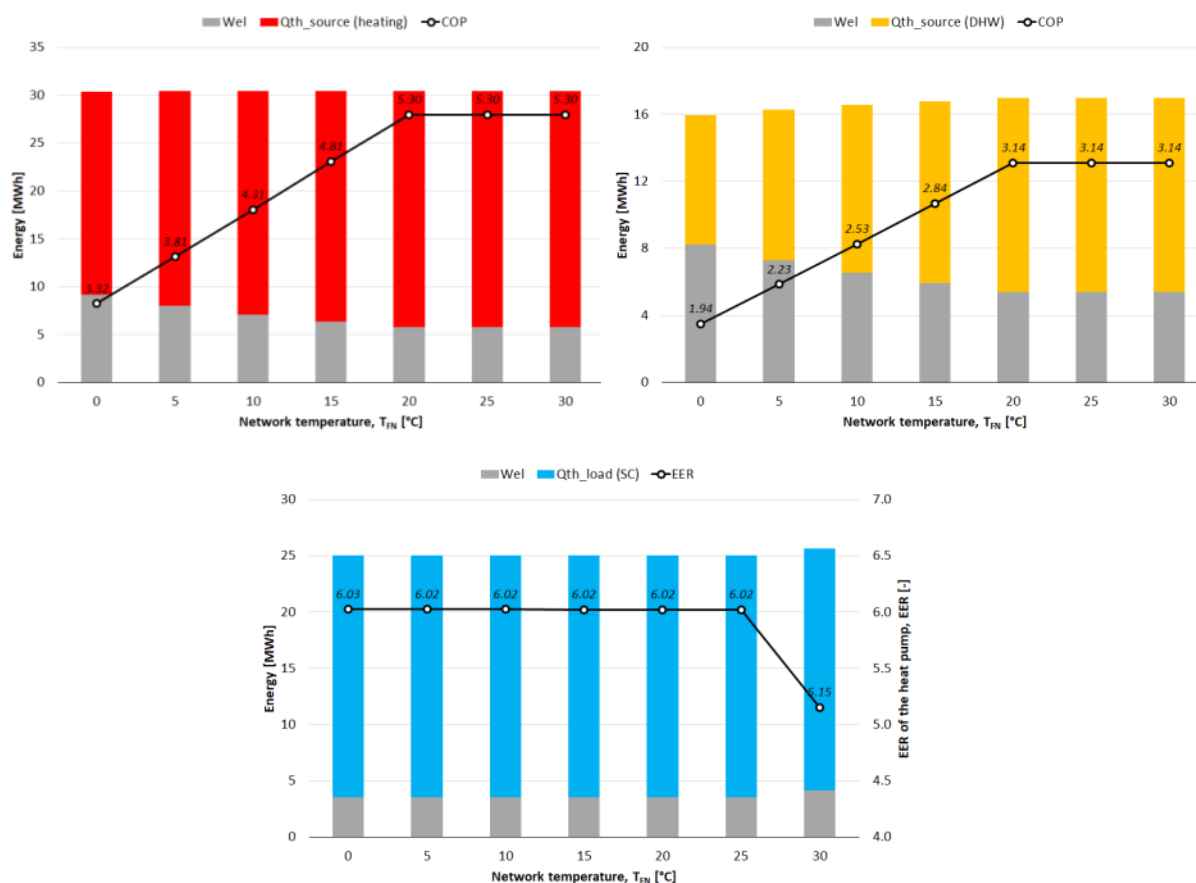 Wel Qth_source (heating) COP
35
30
25
20
15
10
5
0
Energy [MWh]
3.32 3.81 4.31 4.81 5.30 5.30 5.30
0 5 10 15 20 25 30
Network temperature, TFN [°C]
Wel Qth_source (DHW) COP
20
16
12
8
4
0
Energy [MWh]
1.94 2.23 2.53 2.84 3.14 3.14 3.14
0 5 10 15 20 25 30
Network temperature, TFN [°C]
Wel Qth_load (SC) EER
30
25
20
15
10
5
0
Energy [MWh]
6.03 6.02 6.02 6.02 6.02 6.02 5.15
7.0
6.5
6.0
5.5
5.0
4.5
4.0
EER of the heat pump, EER [-]
0 5 10 15 20 25 30
Network temperature, TFN [°C]